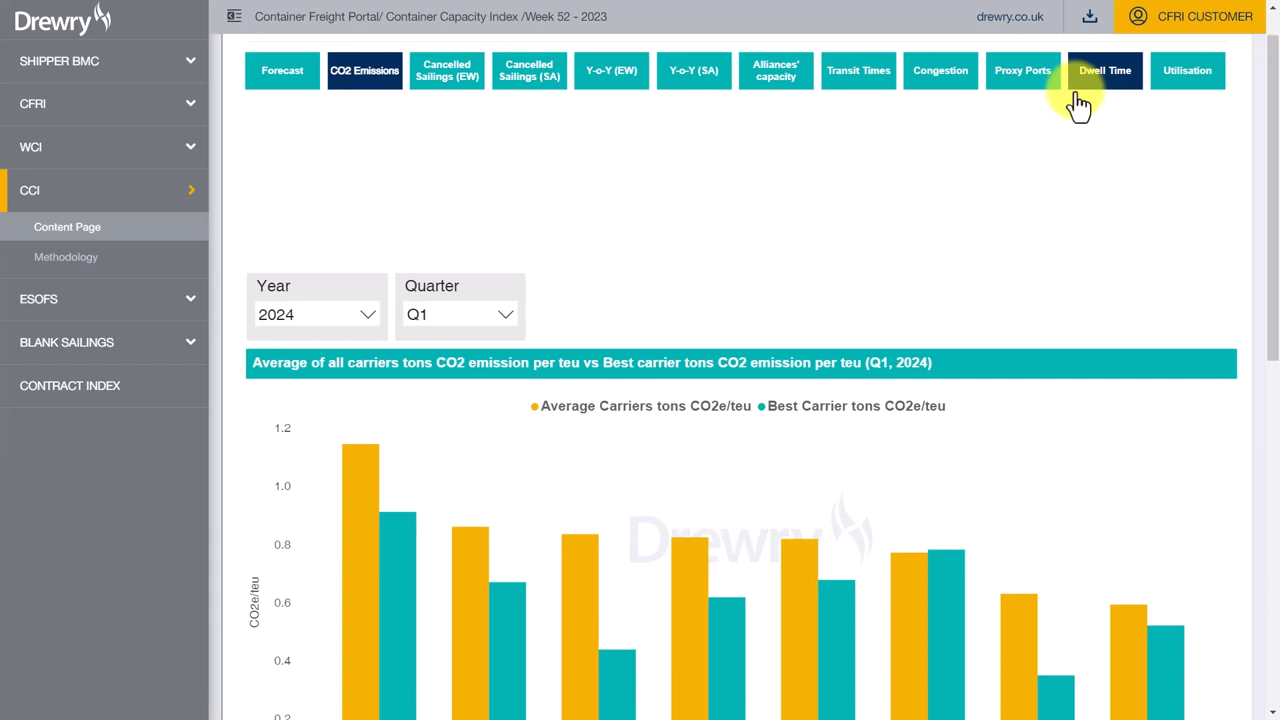 Drewry
Container Freight Portal/ Container Capacity Index /Week 52 - 2023
drewry.co.uk
CFRI CUSTOMER
SHIPPER BMC
CFRI
WCI
CCI
Content Page
Methodology
ESOFS
BLANK SAILINGS
CONTRACT INDEX
Forecast
CO2 Emissions
Cancelled
Sailings (EW)
Cancelled
Sailings (SA)
Y-o-Y (EW)
Y-o-Y (SA)
Alliances'
capacity
Transit Times
Congestion
Proxy Ports
Dwell Time
Utilisation
Year
2024
Quarter
Q1
Average of all carriers tons CO2 emission per teu vs Best carrier tons CO2 emission per teu (Q1, 2024)
Average Carriers tons CO2e/teu
Best Carrier tons CO2e/teu
1.2
1.0
0.8
0.6
0.4
0.2
CO2e/teu
Drewry